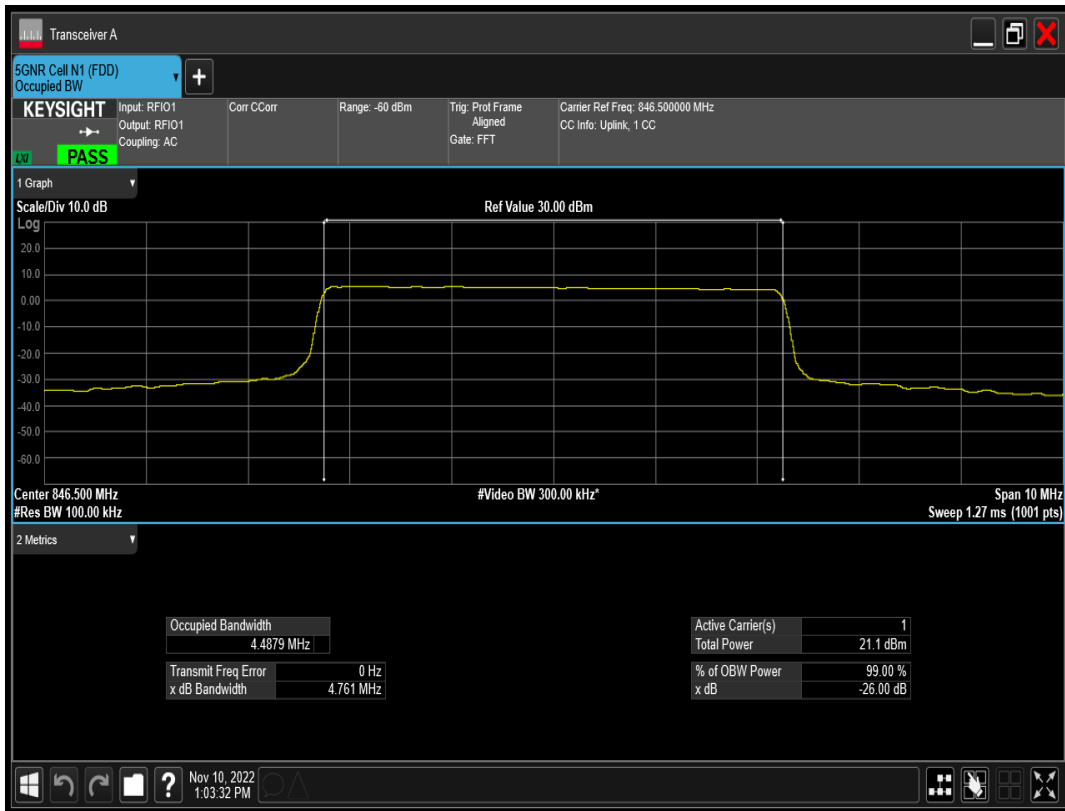 Transceiver A
5GNR Cell N1 (FDD)
Occupied BW
+
KEYSIGHT
LXI
PASS
Input: RFIO1
Output: RFIO1
Coupling: AC
Corr CCorr
Range: -60 dBm
Trig: Prot Frame
Aligned
Gate: FFT
Carrier Ref Freq: 846.500000 MHz
CC Info: Uplink, 1 CC
1 Graph
Scale/Div 10.0 dB
Ref Value 30.00 dBm
Log
20.0
10.0
0.00
-10.0
-20.0
-30.0
-40.0
-50.0
-60.0
Center 846.500 MHz
#Video BW 300.00 kHz*
Span 10 MHz
#Res BW 100.00 kHz
Sweep 1.27 ms (1001 pts)
2 Metrics
Occupied Bandwidth
4.4879 MHz
Transmit Freq Error 0 Hz
x dB Bandwidth 4.761 MHz
Active Carrier(s) 1
Total Power 21.1 dBm
% of OBW Power 99.00 %
x dB -26.00 dB
?
Nov 10, 2022
1:03:32 PM